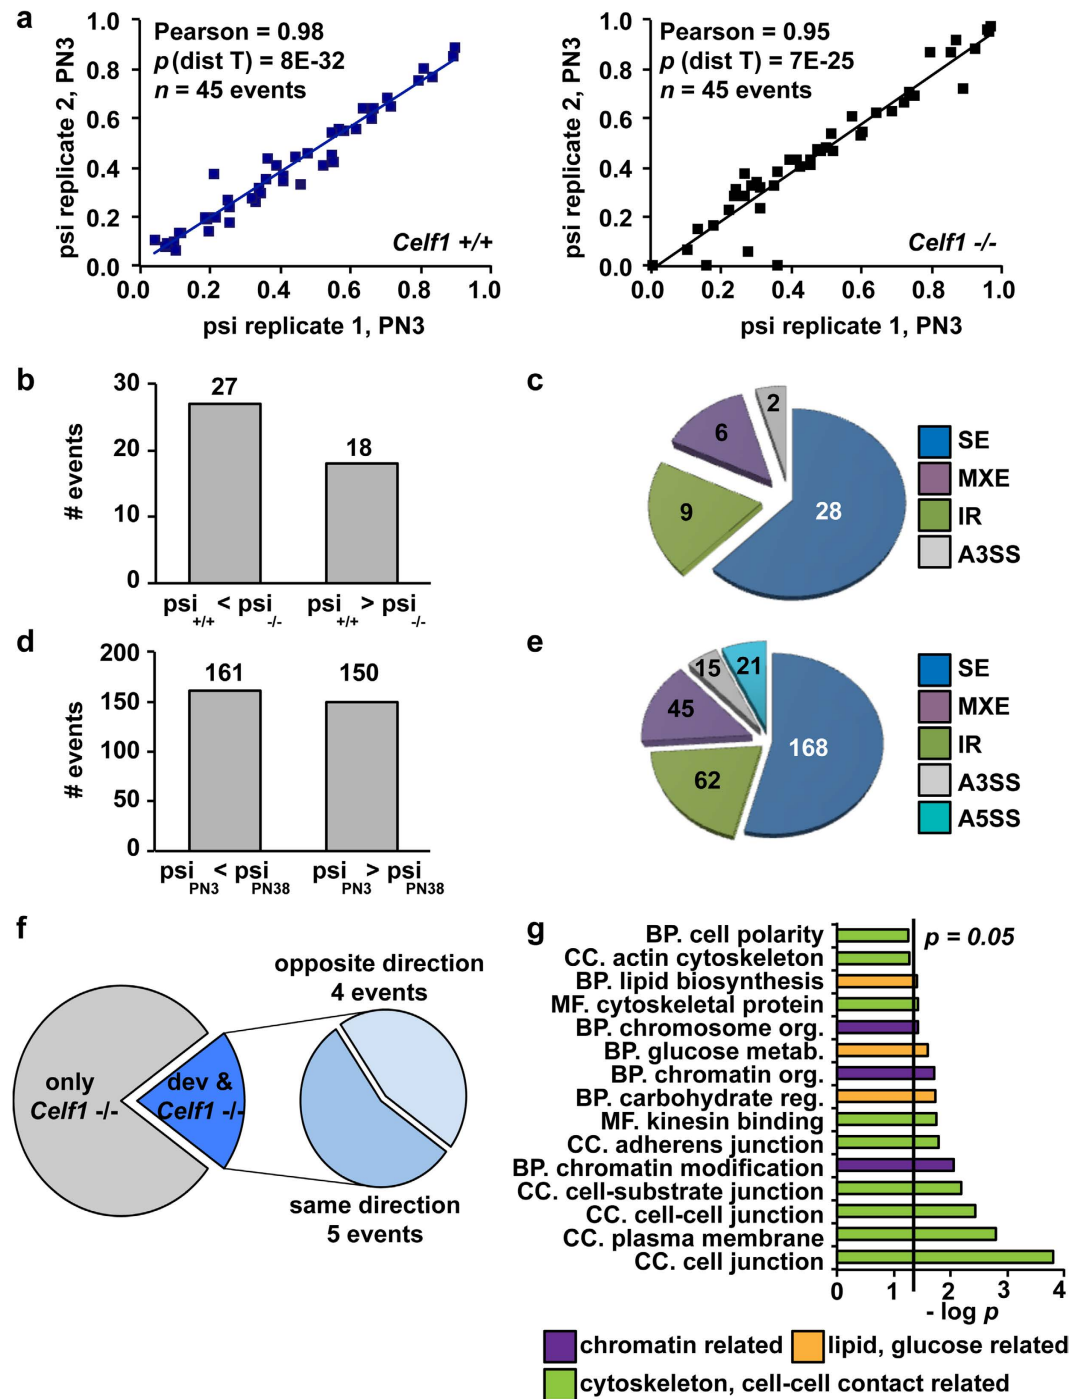 a
Pearson = 0.98
p (dist T) = 8E-32
n = 45 events
Celf1 +/+
psi replicate 2, PN3
1.0
0.8
0.6
0.4
0.2
0.0
0.0 0.2 0.4 0.6 0.8 1.0
psi replicate 1, PN3
Pearson = 0.95
p (dist T) = 7E-25
n = 45 events
Celf1 -/-
psi replicate 2, PN3
1.0
0.8
0.6
0.4
0.2
0.0
0.0 0.2 0.4 0.6 0.8 1.0
psi replicate 1, PN3
b
# events
30
20
10
0
27
18
psi +/+ < psi -/-
psi +/+ > psi -/-
c
2
6
9
28
SE
MXE
IR
A3SS
d
# events
200
150
100
50
0
161
150
psi PN3 < psi PN38
psi PN3 > psi PN38
e
15
21
45
62
168
SE
MXE
IR
A3SS
A5SS
f
only
Celf1 -/-
dev &
Celf1 -/-
opposite direction
4 events
same direction
5 events
g
p = 0.05
BP. cell polarity
CC. actin cytoskeleton
BP. lipid biosynthesis
MF. cytoskeletal protein
BP. chromosome org.
BP. glucose metab.
BP. chromatin org.
BP. carbohydrate reg.
MF. kinesin binding
CC. adherens junction
BP. chromatin modification
CC. cell-substrate junction
CC. cell-cell junction
CC. plasma membrane
CC. cell junction
0 1 2 3 4
- log p
chromatin related
lipid, glucose related
cytoskeleton, cell-cell contact related